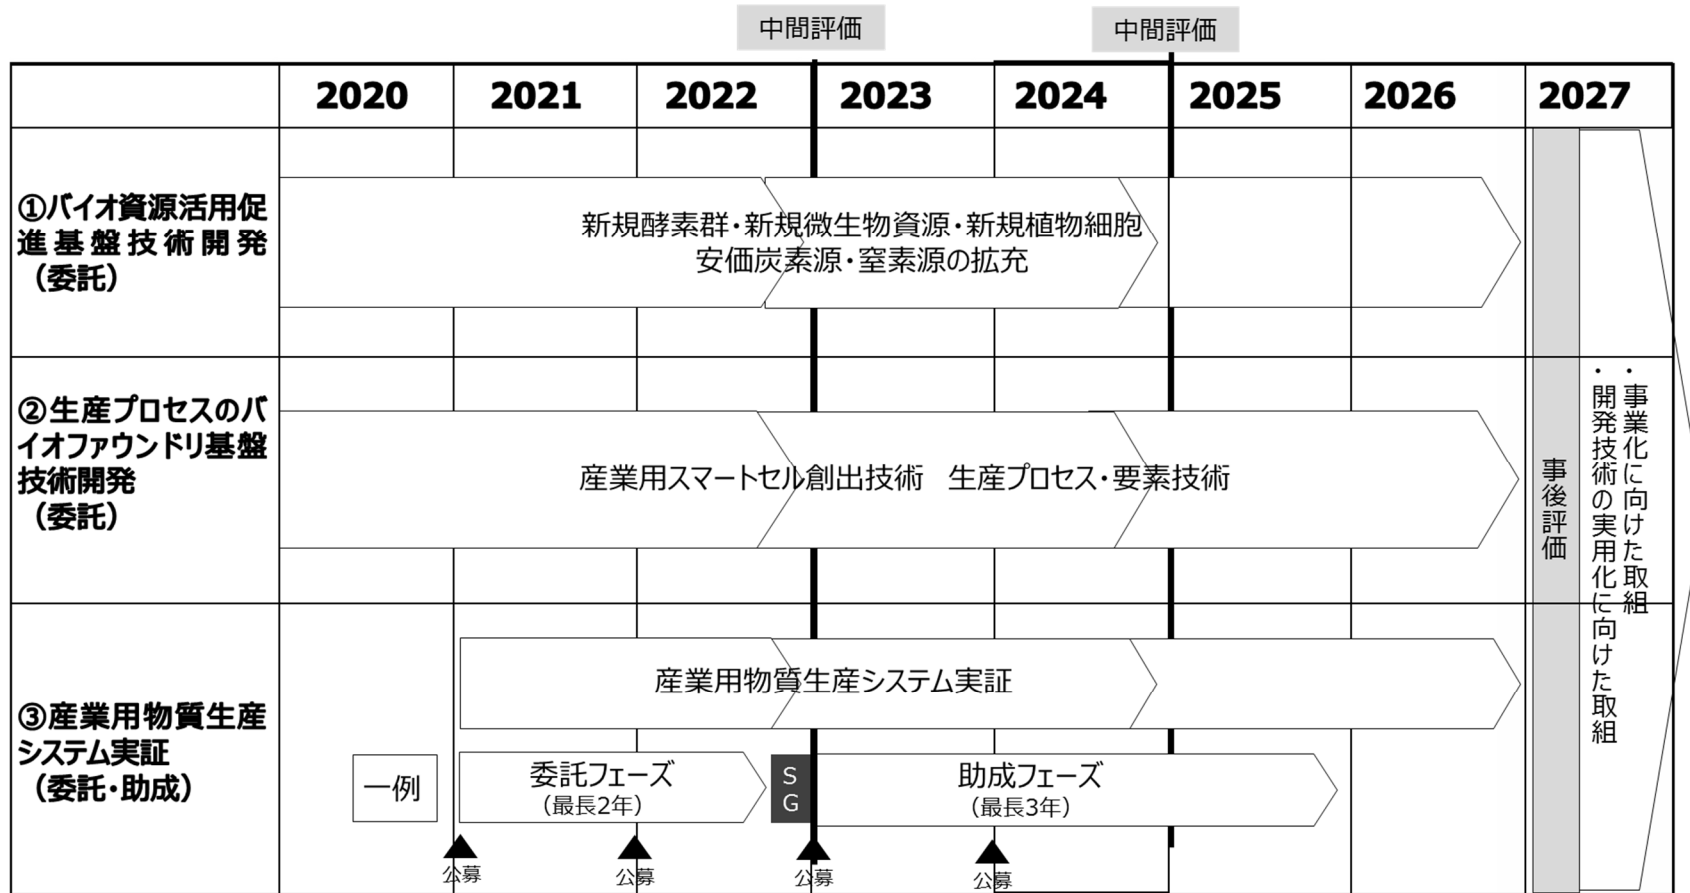 中間評価
中間評価
2020
2021
2022
2023
2024
2025
2026
2027
①バイオ資源活用促
進基盤技術開発
（委託）
新規酵素群・新規微生物資源・新規植物細胞
安価炭素源・窒素源の拡充
②生産プロセスのバ
イオファウンドリ基盤
技術開発
（委託）
産業用スマートセル創出技術　生産プロセス・要素技術
③産業用物質生産
システム実証
（委託・助成）
産業用物質生産システム実証
一例
委託フェーズ
（最長2年）
SG
助成フェーズ
（最長3年）
公募
公募
公募
公募
事後評価
・事業化に向けた取組
・開発技術の実用化に向けた取組